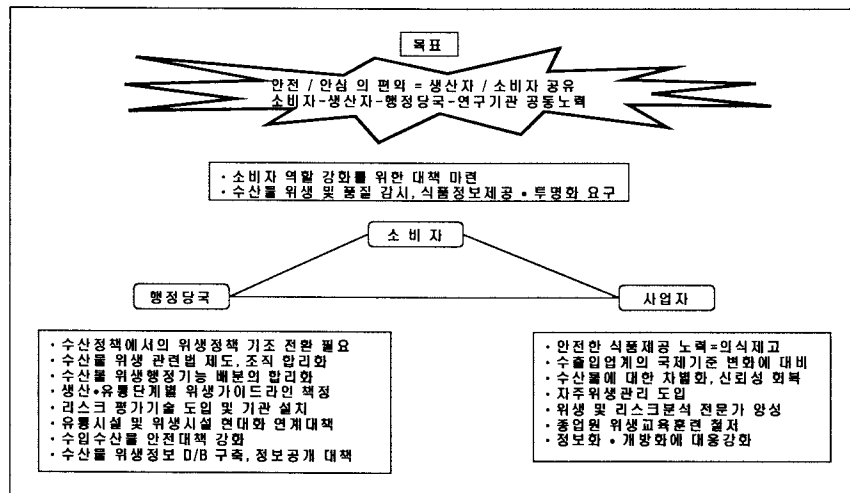 목표
안전 / 안심 의 편익 = 생산자 / 소비자 공유
소비자-생산자-행정당국-연구기관 공동노력
· 소비자 역할 강화를 위한 대책 마련
· 수산물 위생 및 품질 감시, 식품정보제공 • 투명화 요구
소 비 자
행정당국
사업자
· 수산정책에서의 위생정책 기조 전환 필요
· 수산물 위생 관련법 제도, 조직 합리화
· 수산물 위생행정기능 배분의 합리화
· 생산•유통단계별 위생가이드라인 책정
· 리스크 평가기술 도입 및 기관 설치
· 유통시설 및 위생시설 현대화 연계대책
· 수입수산물 안전대책 강화
· 수산물 위생정보 D/B 구축, 정보공개 대책
· 안전한 식품제공 노력=의식제고
· 수출입업계의 국제기준 변화에 대비
· 수산물에 대한 차별화, 신뢰성 회복
· 자주위생관리 도입
· 위생 및 리스크분석 전문가 양성
· 종업원 위생교육훈련 철저
· 정보화 • 개방화에 대응강화